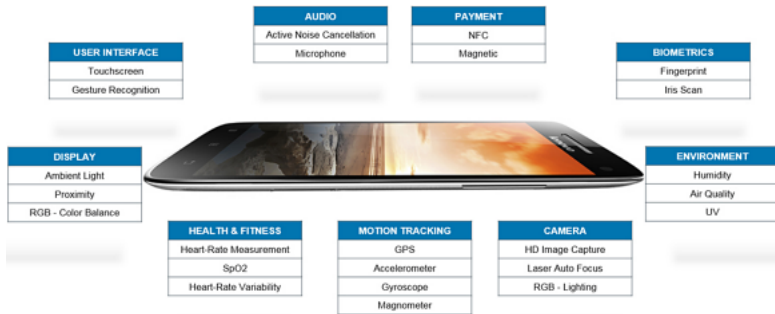 AUDIO
Active Noise Cancellation
Microphone
PAYMENT
NFC
Magnetic
USER INTERFACE
Touchscreen
Gesture Recognition
BIOMETRICS
Fingerprint
Iris Scan
DISPLAY
Ambient Light
Proximity
RGB - Color Balance
ENVIRONMENT
Humidity
Air Quality
UV
HEALTH & FITNESS
Heart-Rate Measurement
SpO2
Heart-Rate Variability
MOTION TRACKING
GPS
Accelerometer
Gyroscope
Magnometer
CAMERA
HD Image Capture
Laser Auto Focus
RGB - Lighting